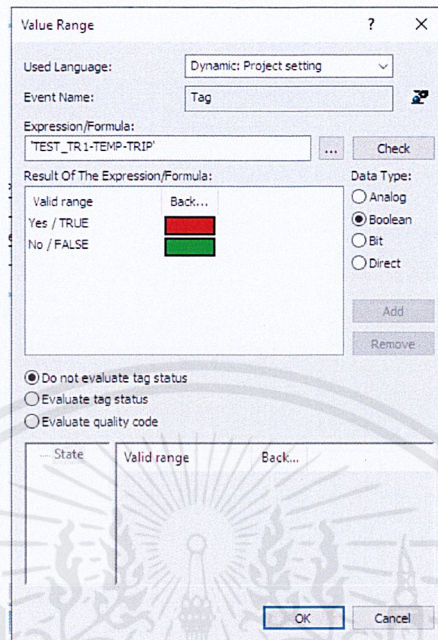 Value Range ? X
Used Language: Dynamic: Project setting
Event Name: Tag
Expression/Formula:
'TEST_TR1-TEMP-TRIP' ... Check
Result Of The Expression/Formula: Data Type:
Valid range Back... Analog
Yes / TRUE Boolean
No / FALSE Bit
Direct
Add
Remove
Do not evaluate tag status
Evaluate tag status
Evaluate quality code
... State Valid range Back...
OK Cancel